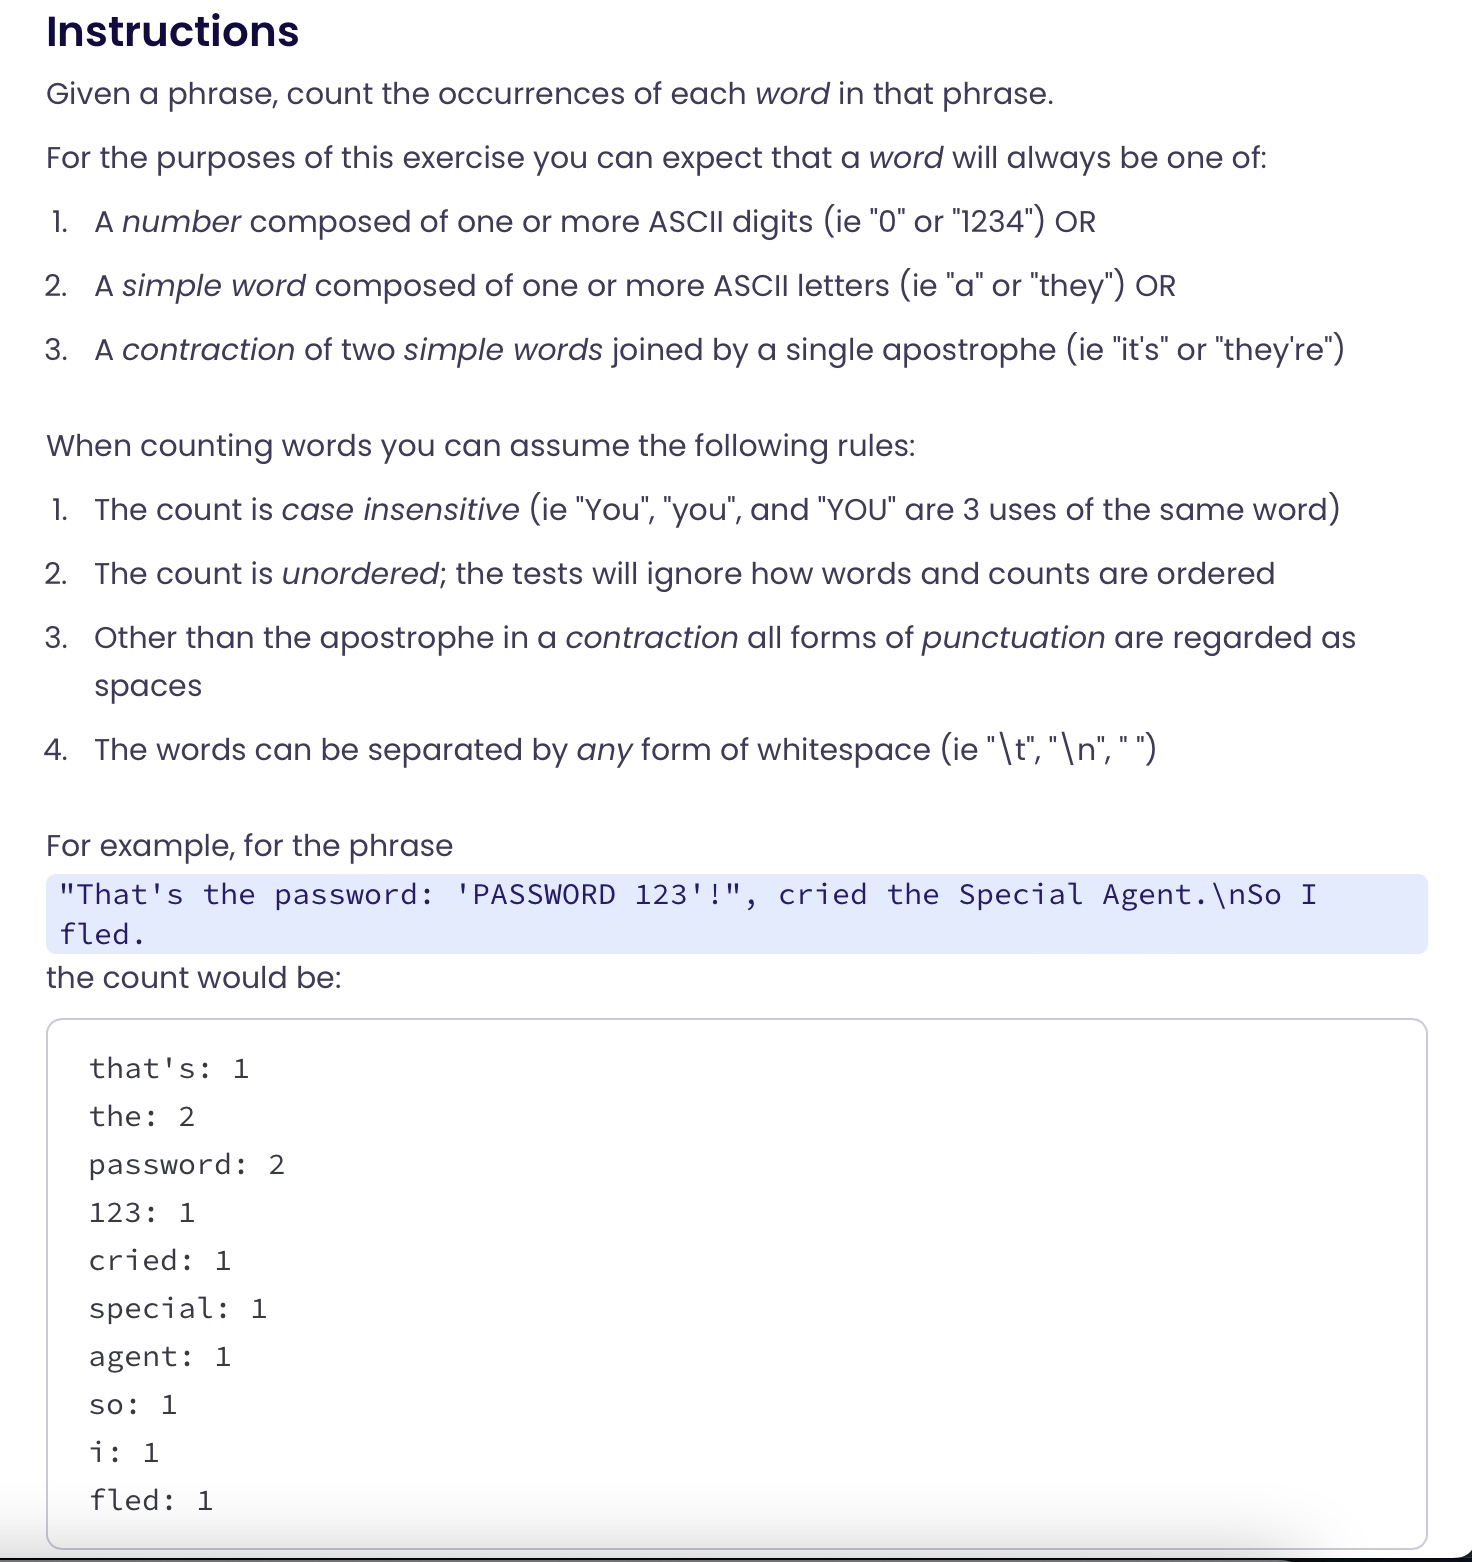 Instructions
Given a phrase, count the occurrences of each word in that phrase.
For the purposes of this exercise you can expect that a word will always be one of:
1. A number composed of one or more ASCII digits (ie "0" or "1234") OR
2. A simple word composed of one or more ASCII letters (ie "a" or "they") OR
3. A contraction of two simple words joined by a single apostrophe (ie "it's" or "they're")
When counting words you can assume the following rules:
1. The count is case insensitive (ie "You", "you", and "YOU" are 3 uses of the same word)
2. The count is unordered; the tests will ignore how words and counts are ordered
3. Other than the apostrophe in a contraction all forms of punctuation are regarded as
spaces
4. The words can be separated by any form of whitespace (ie "\t", "\n", " ")
For example, for the phrase
"That's the password: 'PASSWORD 123'!", cried the Special Agent.\nSo I
fled.
the count would be:
that's: 1
the: 2
password: 2
123: 1
cried: 1
special: 1
agent: 1
so: 1
i: 1
fled: 1